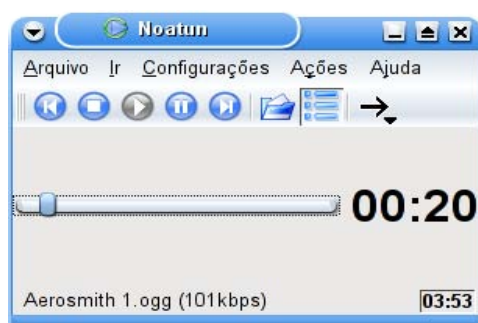 Noatun
Arquivo Ir Configurações Ações Ajuda
00:20
Aerosmith 1.ogg (101kbps) 03:53